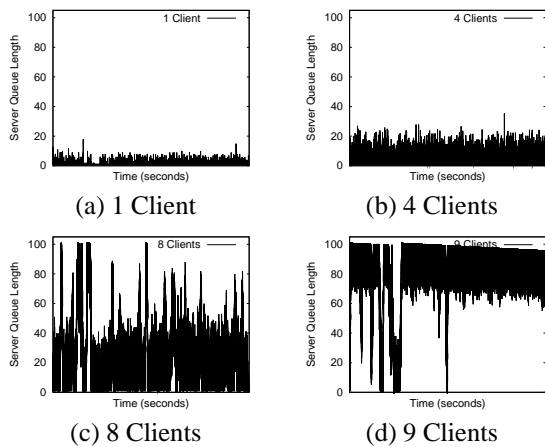 1 Client
100
80
60
40
20
0
Server Queue Length
Time (seconds)
(a) 1 Client
4 Clients
100
80
60
40
20
0
Server Queue Length
Time (seconds)
(b) 4 Clients
8 Clients
100
80
60
40
20
0
Server Queue Length
Time (seconds)
(c) 8 Clients
9 Clients
100
80
60
40
20
0
Server Queue Length
Time (seconds)
(d) 9 Clients